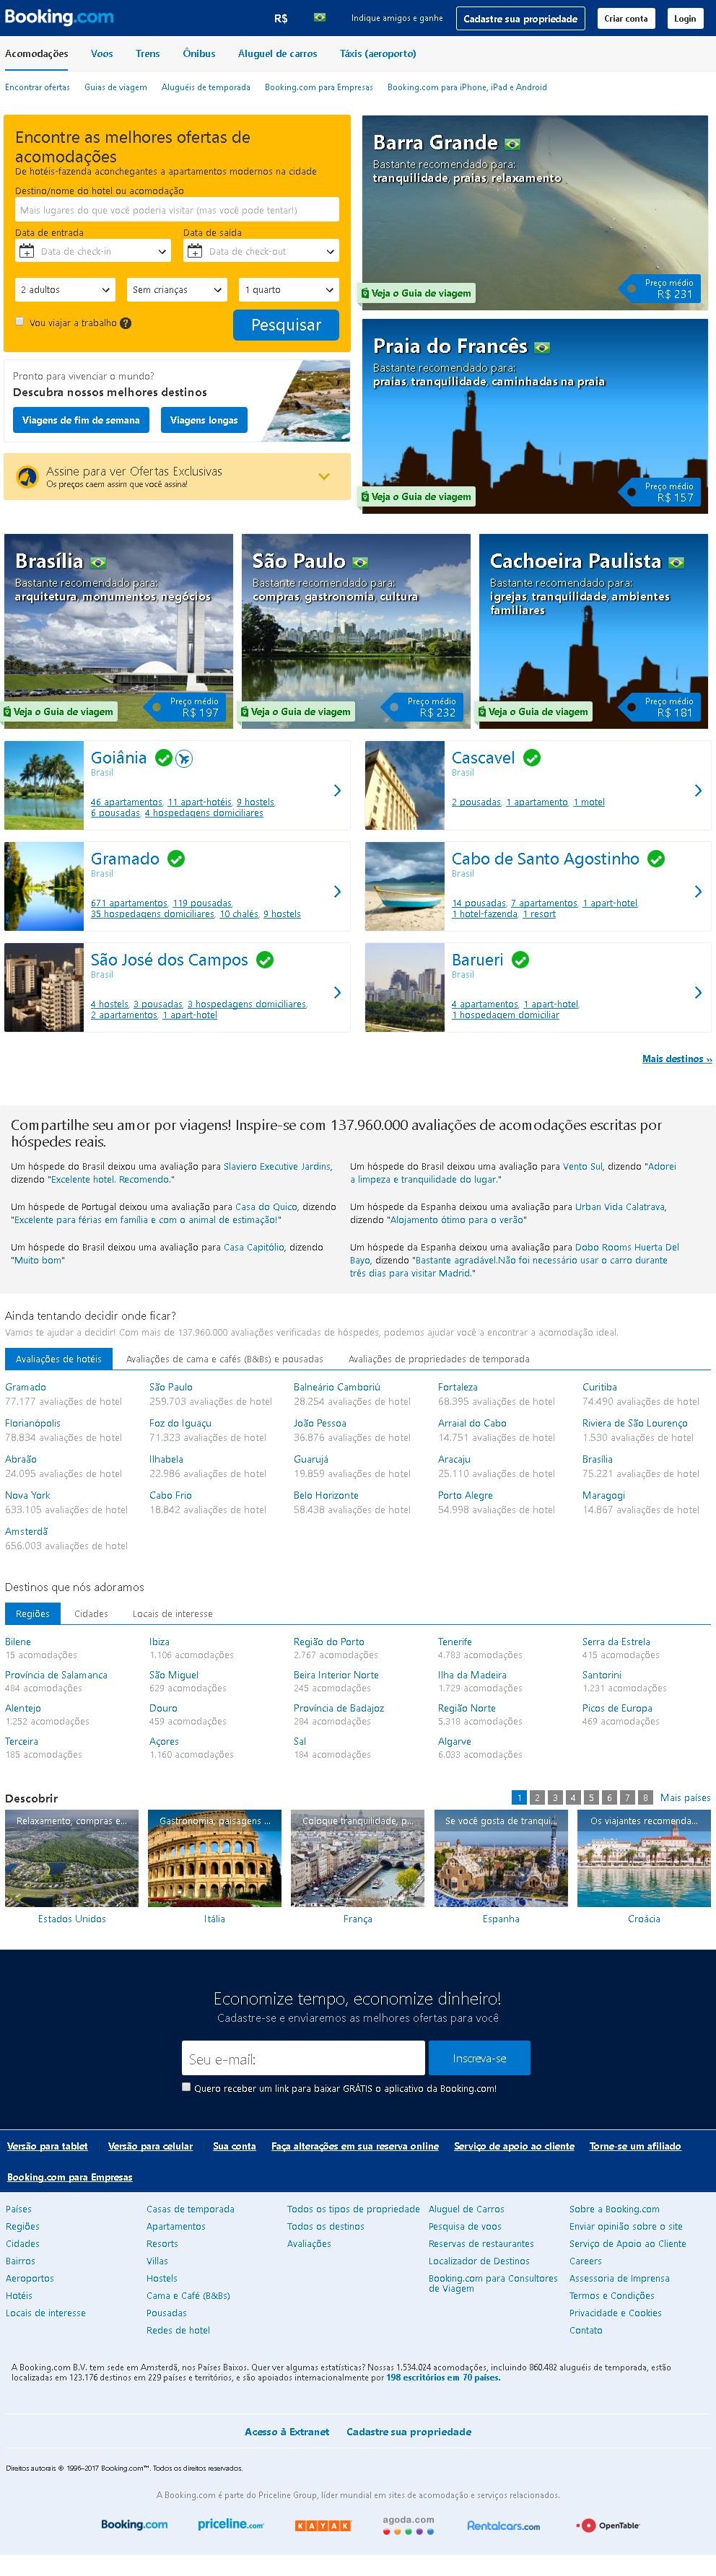 Booking.com
R$
Indique amigos e ganhe
Cadastre sua propriedade
Criar conta
Login
Acomodações
Voos
Trens
Ônibus
Aluguel de carros
Táxis (aeroporto)
Encontrar ofertas
Guias de viagem
Aluguéis de temporada
Booking.com para Empresas
Booking.com para iPhone, iPad e Android
Encontre as melhores ofertas de
acomodações
De hotéis-fazenda aconchegantes a apartamentos modernos na cidade
Destino/nome do hotel ou acomodação
Mais lugares do que você poderia visitar (mas você pode tentar!)
Data de entrada
Data de saída
Data de check-in
Data de check-out
2 adultos
Sem crianças
1 quarto
Vou viajar a trabalho ?
Pesquisar
Pronto para vivenciar o mundo?
Descubra nossos melhores destinos
Viagens de fim de semana
Viagens longas
Assine para ver Ofertas Exclusivas
Os preços caem assim que você assina!
Barra Grande
Bastante recomendado para:
tranquilidade, praias, relaxamento
Veja o Guia de viagem
Preço médio
R$ 231
Praia do Francês
Bastante recomendado para:
praias, tranquilidade, caminhadas na praia
Veja o Guia de viagem
Preço médio
R$ 157
Brasília
Bastante recomendado para:
arquitetura, monumentos, negócios
Veja o Guia de viagem
Preço médio
R$ 197
São Paulo
Bastante recomendado para:
compras, gastronomia, cultura
Veja o Guia de viagem
Preço médio
R$ 232
Cachoeira Paulista
Bastante recomendado para:
igrejas, tranquilidade, ambientes
familiares
Veja o Guia de viagem
Preço médio
R$ 181
Goiânia
Brasil
46 apartamentos, 11 apart-hotéis, 9 hostels,
6 pousadas, 4 hospedagens domiciliares
Cascavel
Brasil
2 pousadas, 1 apartamento, 1 motel
Gramado
Brasil
671 apartamentos, 119 pousadas,
35 hospedagens domiciliares, 10 chalés, 9 hostels
Cabo de Santo Agostinho
Brasil
14 pousadas, 7 apartamentos, 1 apart-hotel,
1 hotel-fazenda, 1 resort
São José dos Campos
Brasil
4 hostels, 3 pousadas, 3 hospedagens domiciliares,
2 apartamentos, 1 apart-hotel
Barueri
Brasil
4 apartamentos, 1 apart-hotel,
1 hospedagem domiciliar
Mais destinos »
Compartilhe seu amor por viagens! Inspire-se com 137.960.000 avaliações de acomodações escritas por
hóspedes reais.
Um hóspede do Brasil deixou uma avaliação para Slaviero Executive Jardins,
dizendo "Excelente hotel. Recomendo."
Um hóspede do Brasil deixou uma avaliação para Vento Sul, dizendo "Adorei
a limpeza e tranquilidade do lugar."
Um hóspede de Portugal deixou uma avaliação para Casa do Quico, dizendo
"Excelente para férias em família e com o animal de estimação!"
Um hóspede da Espanha deixou uma avaliação para Urban Vida Calatrava,
dizendo "Alojamento ótimo para o verão"
Um hóspede do Brasil deixou uma avaliação para Casa Capitólio, dizendo
"Muito bom"
Um hóspede da Espanha deixou uma avaliação para Dobo Rooms Huerta Del
Bayo, dizendo "Bastante agradável.Não foi necessário usar o carro durante
três dias para visitar Madrid."
Ainda tentando decidir onde ficar?
Vamos te ajudar a decidir! Com mais de 137.960.000 avaliações verificadas de hóspedes, podemos ajudar você a encontrar a acomodação ideal.
Avaliações de hotéis
Avaliações de cama e cafés (B&Bs) e pousadas
Avaliações de propriedades de temporada
Gramado
77.177 avaliações de hotel
São Paulo
259.703 avaliações de hotel
Balneário Camboriú
28.254 avaliações de hotel
Fortaleza
68.395 avaliações de hotel
Curitiba
74.490 avaliações de hotel
Florianópolis
78.834 avaliações de hotel
Foz do Iguaçu
71.323 avaliações de hotel
João Pessoa
36.876 avaliações de hotel
Arraial do Cabo
14.751 avaliações de hotel
Riviera de São Lourenço
1.530 avaliações de hotel
Abraão
24.095 avaliações de hotel
Ilhabela
22.986 avaliações de hotel
Guarujá
19.859 avaliações de hotel
Aracaju
25.110 avaliações de hotel
Brasília
75.221 avaliações de hotel
Nova York
633.105 avaliações de hotel
Cabo Frio
18.842 avaliações de hotel
Belo Horizonte
58.438 avaliações de hotel
Porto Alegre
54.998 avaliações de hotel
Maragogi
14.867 avaliações de hotel
Amsterdã
656.003 avaliações de hotel
Destinos que nós adoramos
Regiões
Cidades
Locais de interesse
Bilene
15 acomodações
Ibiza
1.106 acomodações
Região do Porto
2.767 acomodações
Tenerife
4.783 acomodações
Serra da Estrela
415 acomodações
Província de Salamanca
484 acomodações
São Miguel
629 acomodações
Beira Interior Norte
245 acomodações
Ilha da Madeira
1.729 acomodações
Santorini
1.231 acomodações
Alentejo
1.252 acomodações
Douro
459 acomodações
Província de Badajoz
284 acomodações
Região Norte
5.318 acomodações
Picos de Europa
469 acomodações
Terceira
185 acomodações
Açores
1.160 acomodações
Sal
184 acomodações
Algarve
6.033 acomodações
Descobrir
1 2 3 4 5 6 7 8 Mais países
Relaxamento, compras e...
Gastronomia, paisagens ...
Coloque tranquilidade, p...
Se você gosta de tranqui...
Os viajantes recomenda...
Estados Unidos
Itália
França
Espanha
Croácia
Economize tempo, economize dinheiro!
Cadastre-se e enviaremos as melhores ofertas para você
Seu e-mail:
Inscreva-se
Quero receber um link para baixar GRÁTIS o aplicativo da Booking.com!
Versão para tablet
Versão para celular
Sua conta
Faça alterações em sua reserva online
Serviço de apoio ao cliente
Torne-se um afiliado
Booking.com para Empresas
Países
Regiões
Cidades
Bairros
Aeroportos
Hotéis
Locais de interesse
Casas de temporada
Apartamentos
Resorts
Villas
Hostels
Cama e Café (B&Bs)
Pousadas
Redes de hotel
Todos os tipos de propriedade
Todos os destinos
Avaliações
Aluguel de Carros
Pesquisa de voos
Reservas de restaurantes
Localizador de Destinos
Booking.com para Consultores
de Viagem
Sobre a Booking.com
Enviar opinião sobre o site
Serviço de Apoio ao Cliente
Careers
Assessoria de Imprensa
Termos e Condições
Privacidade e Cookies
Contato
A Booking.com B.V. tem sede em Amsterdã, nos Países Baixos. Quer ver algumas estatísticas? Nossas 1.534.024 acomodações, incluindo 860.482 aluguéis de temporada, estão
localizadas em 123.176 destinos em 229 países e territórios, e são apoiados internacionalmente por 198 escritórios em 70 países.
Acesso à Extranet
Cadastre sua propriedade
Direitos autorais © 1996–2017 Booking.com™. Todos os direitos reservados.
A Booking.com é parte do Priceline Group, líder mundial em sites de acomodação e serviços relacionados.
Booking.com
priceline.com
KAYAK
agoda.com
Rentalcars.com
OpenTable